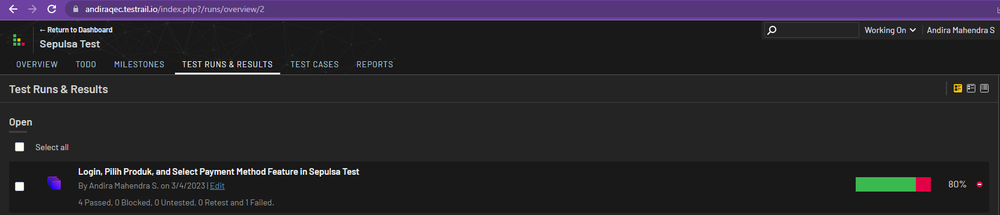 andiraqec.testrail.io/index.php?/runs/overview/2
← Return to Dashboard
Sepulsa Test
Working On
Andira Mahendra S
OVERVIEW TODO MILESTONES TEST RUNS & RESULTS TEST CASES REPORTS
Test Runs & Results
Open
Select all
Login, Pilih Produk, and Select Payment Method Feature in Sepulsa Test
By Andira Mahendra S. on 3/4/2023 | Edit
80%
4 Passed, 0 Blocked, 0 Untested, 0 Retest and 1 Failed.